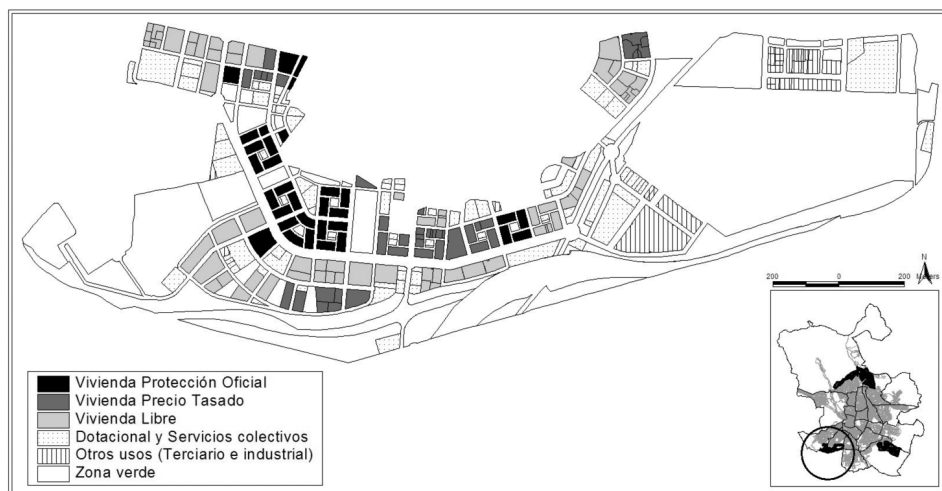 N
200 0 200 Meters
Vivienda Protección Oficial
Vivienda Precio Tasado
Vivienda Libre
Dotacional y Servicios colectivos
Otros usos (Terciario e industrial)
Zona verde